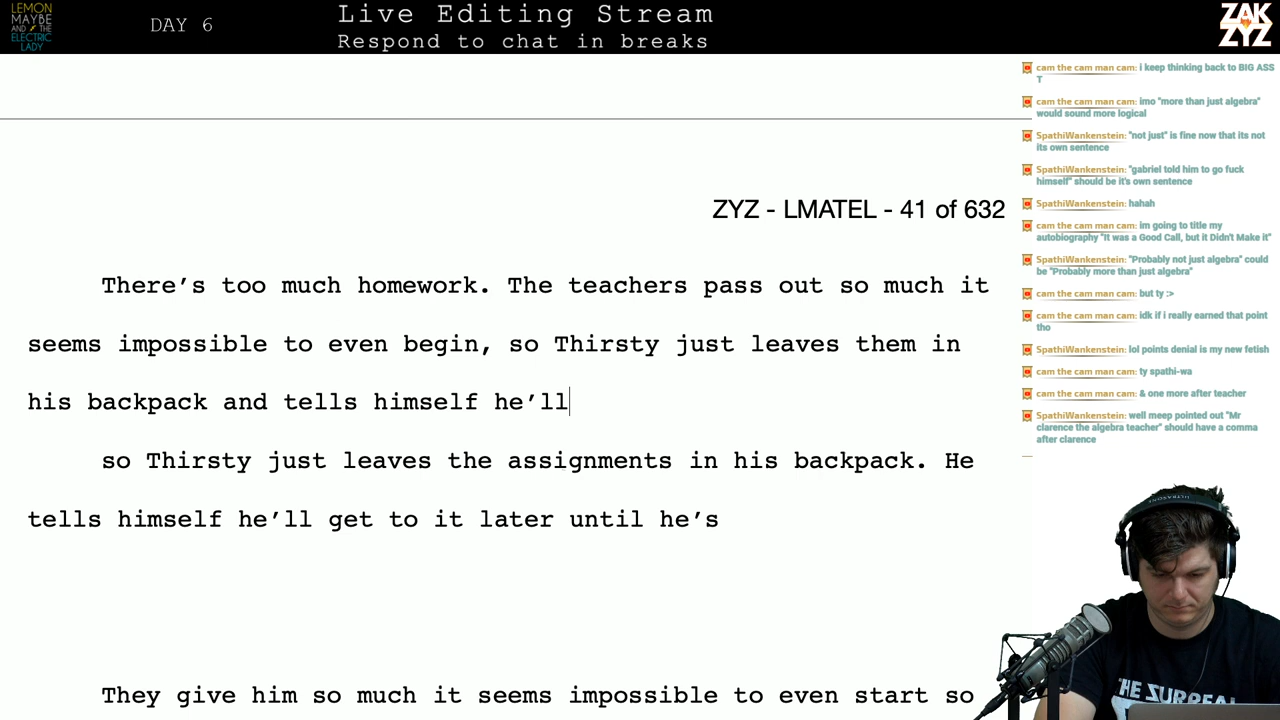 LEMON
MAYBE
AND THE
ELECTRIC
LADY
DAY 6
Live Editing Stream
Respond to chat in breaks
ZAK
ZYZ
ZYZ - LMATEL - 41 of 632
There’s too much homework. The teachers pass out so much it
seems impossible to even begin, so Thirsty just leaves them in
his backpack and tells himself he’ll
so Thirsty just leaves the assignments in his backpack. He
tells himself he’ll get to it later until he’s
They give him so much it seems impossible to even start so
cam the cam man cam: i keep thinking back to BIG ASS
T
cam the cam man cam: imo "more than just algebra"
would sound more logical
SpathiWankenstein: "not just" is fine now that its not
its own sentence
SpathiWankenstein: "gabriel told him to go fuck
himself" should be it's own sentence
SpathiWankenstein: hahah
cam the cam man cam: im going to title my
autobiography "It was a Good Call, but it Didn't Make it"
SpathiWankenstein: "Probably not just algebra" could
be "Probably more than just algebra"
cam the cam man cam: but ty :>
cam the cam man cam: idk if i really earned that point
tho
SpathiWankenstein: lol points denial is my new fetish
cam the cam man cam: ty spathi-wa
cam the cam man cam: & one more after teacher
SpathiWankenstein: well meep pointed out "Mr
clarence the algebra teacher" should have a comma
after clarence
ULTRASONE
THE SURREAL